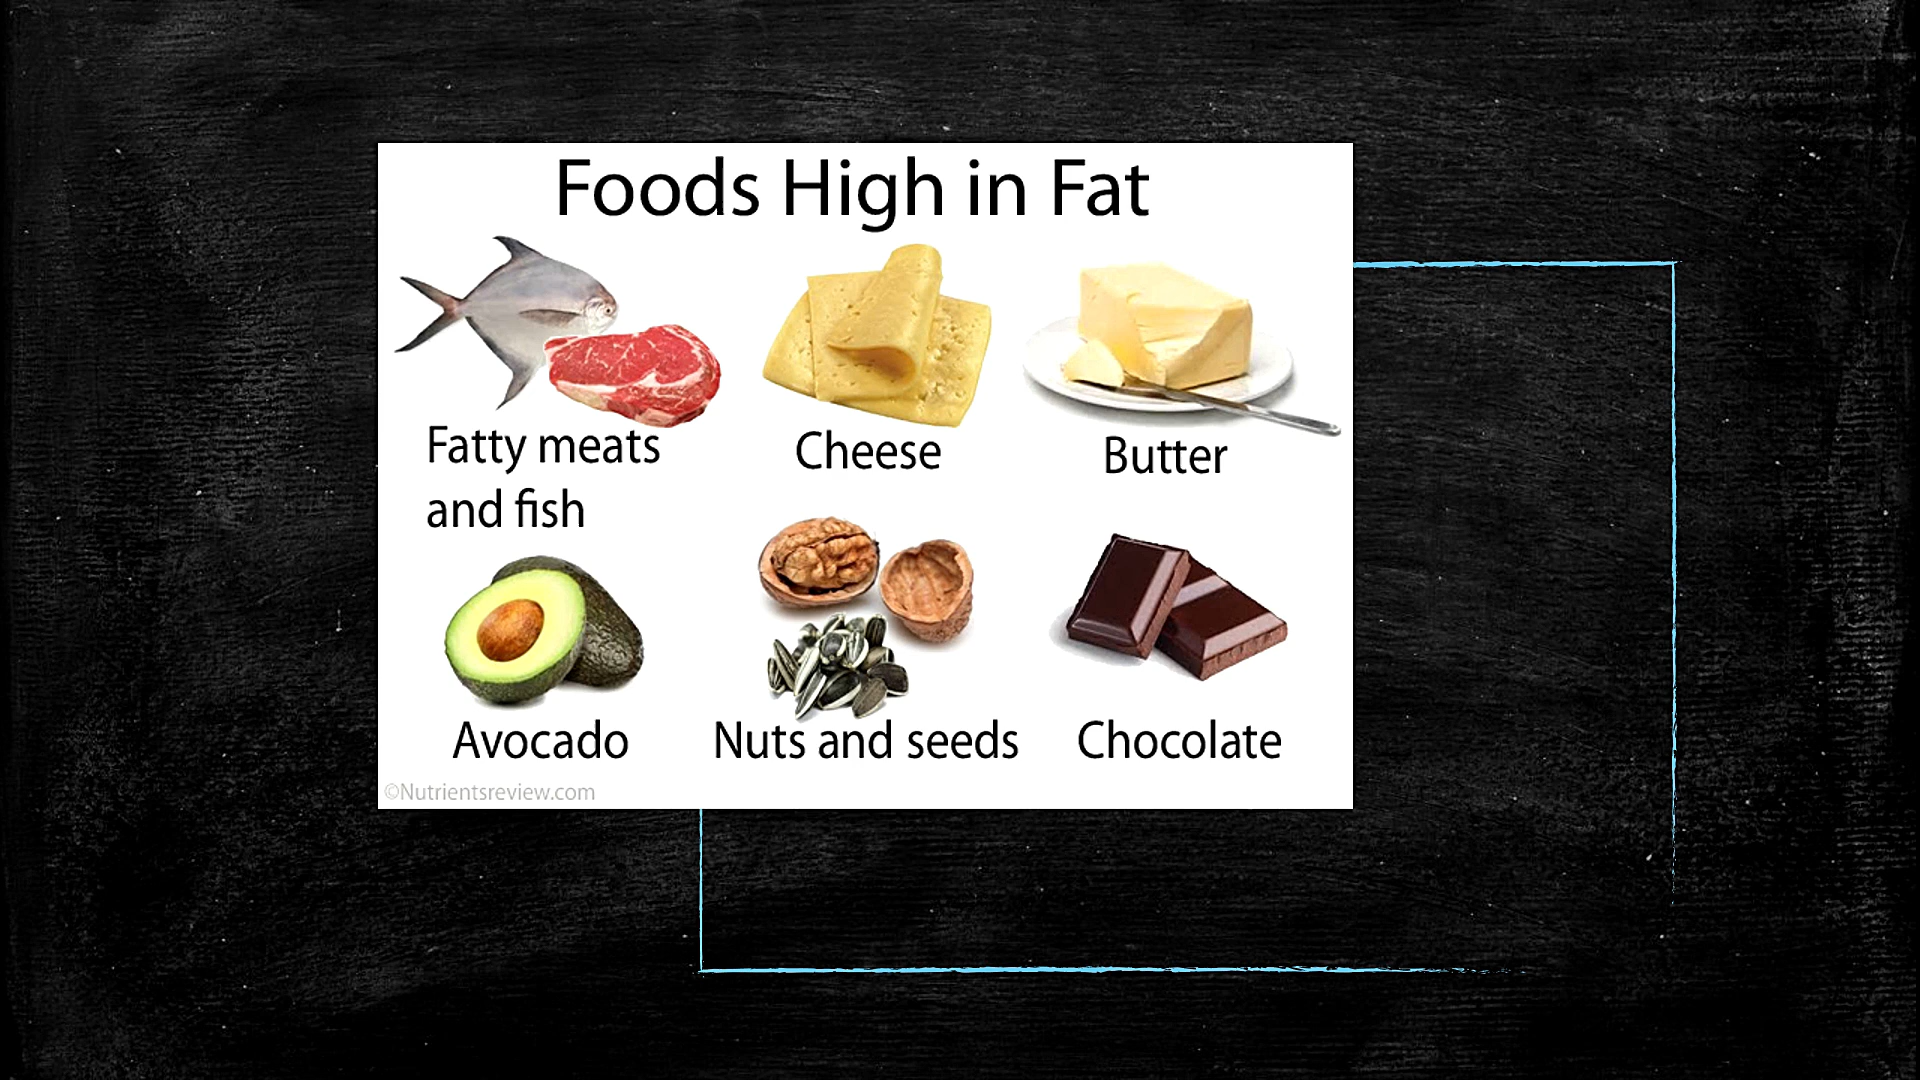 Foods High in Fat
Fatty meats
and fish
Cheese
Butter
Avocado
Nuts and seeds
Chocolate
©Nutrientsreview.com